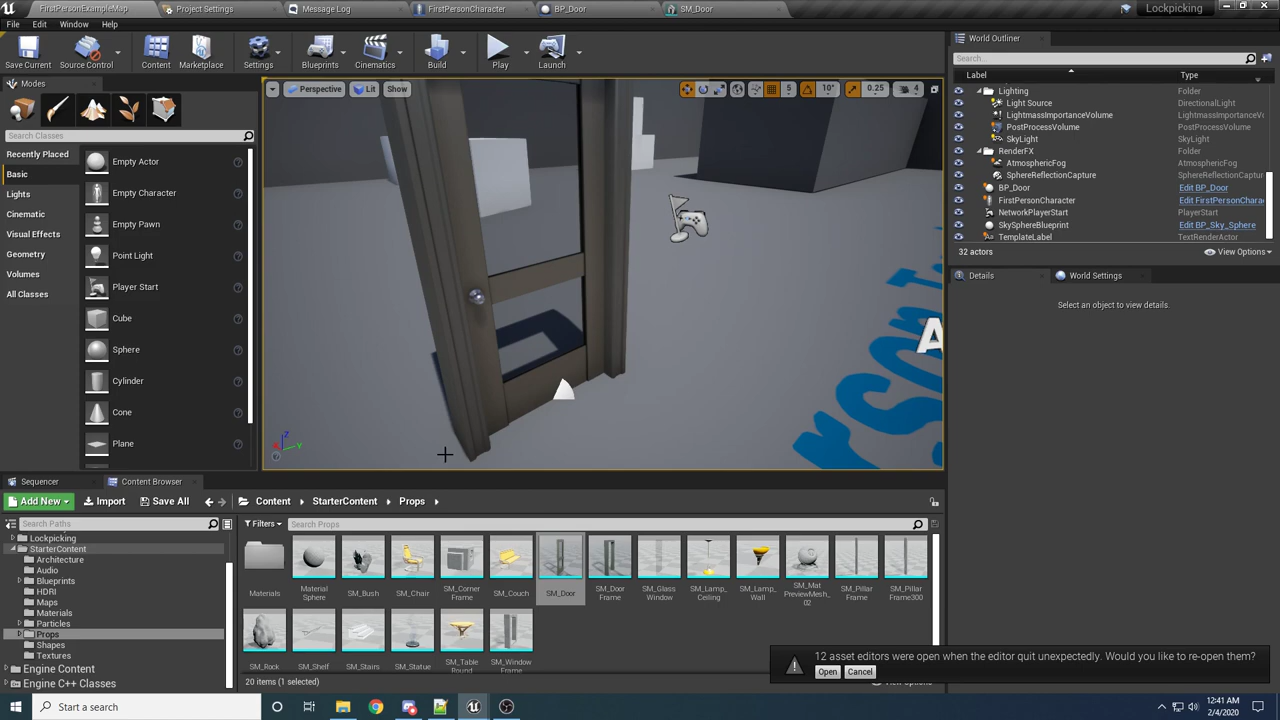 FirstPersonExampleMap
Project Settings
Message Log
FirstPersonCharacter
BP_Door
SM_Door
Lockpicking
File Edit Window Help
Save Current
Source Control
Content
Marketplace
Settings
Blueprints
Cinematics
Build
Play
Launch
Modes
Search Classes
Recently Placed
Basic
Lights
Cinematic
Visual Effects
Geometry
Volumes
All Classes
Empty Actor
Empty Character
Empty Pawn
Point Light
Player Start
Cube
Sphere
Cylinder
Cone
Plane
Perspective
Lit
Show
5
10°
0.25
4
Z
X
Y
World Outliner
Search...
Label Type
Lighting Folder
Light Source DirectionalLight
LightmassImportanceVolume LightmassImportanceV
PostProcessVolume PostProcessVolume
SkyLight SkyLight
RenderFX Folder
AtmosphericFog AtmosphericFog
SphereReflectionCapture SphereReflectionCaptu
BP_Door Edit BP_Door
FirstPersonCharacter Edit FirstPersonChara
NetworkPlayerStart PlayerStart
SkySphereBlueprint Edit BP_Sky_Sphere
TemplateLabel TextRenderActor
32 actors
View Options
Details
World Settings
Select an object to view details.
Sequencer
Content Browser
Add New
Import
Save All
Content
StarterContent
Props
Search Paths
Filters
Search Props
Lockpicking
StarterContent
Architecture
Audio
Blueprints
HDRI
Maps
Materials
Particles
Props
Shapes
Textures
Engine Content
Engine C++ Classes
Materials
Material Sphere
SM_Bush
SM_Chair
SM_Corner Frame
SM_Couch
SM_Door
SM_Door Frame
SM_Glass Window
SM_Lamp_ Ceiling
SM_Lamp_ Wall
SM_Mat PreviewMesh_ 02
SM_Pillar Frame
SM_Pillar Frame300
SM_Rock
SM_Shelf
SM_Stairs
SM_Statue
SM_Table Round
SM_Window Frame
20 items (1 selected)
12 asset editors were open when the editor quit unexpectedly. Would you like to re-open them?
Open
Cancel
Start a search
12:41 AM
2/4/2020